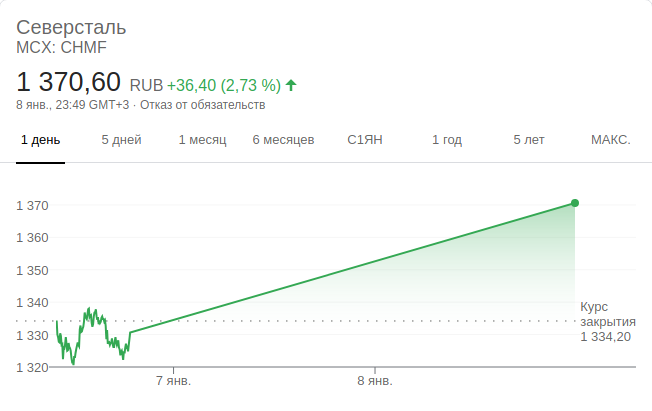 Северсталь
MCX: CHMF
1 370,60 RUB +36,40 (2,73 %)
8 янв., 23:49 GMT+3 · Отказ от обязательств
1 день 5 дней 1 месяц 6 месяцев С1ЯН 1 год 5 лет МАКС.
1 370
1 360
1 350
1 340
1 330
1 320
Курс
закрытия
1 334,20
7 янв. 8 янв.